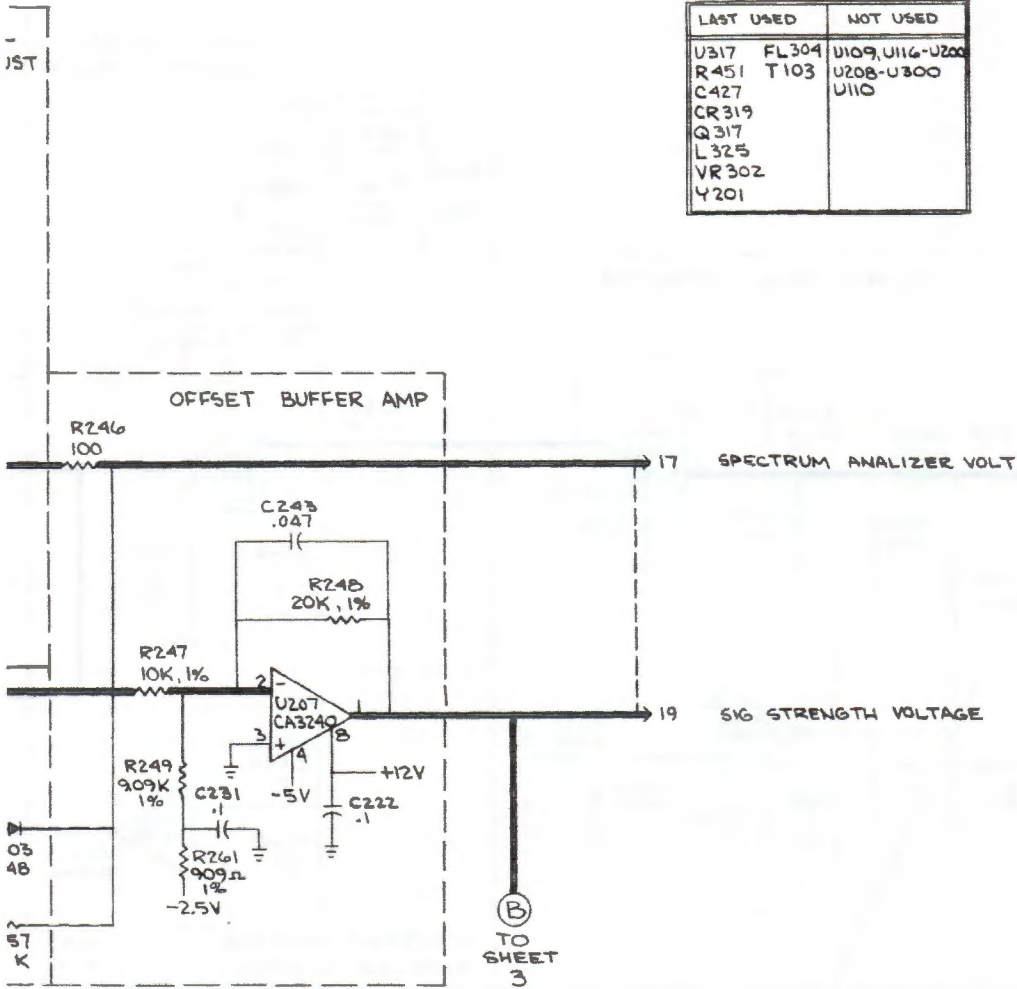 LAST USED NOT USED
U317 FL304 U109, U116-U200
R451 T103 U208-U300
C427 U110
CR319
Q317
L325
VR302
Y201
UST
OFFSET BUFFER AMP
R246
100
17 SPECTRUM ANALIZER VOLT
C243
.047
R248
20K, 1%
R247
10K, 1%
2 -
U207
CA3240
1
8
3 +
4
19 SIG STRENGTH VOLTAGE
+12V
-5V
R249
909K
1%
C231
.1
C222
.1
R261
909Ω
1%
-2.5V
03
48
57
K
B
TO
SHEET
3